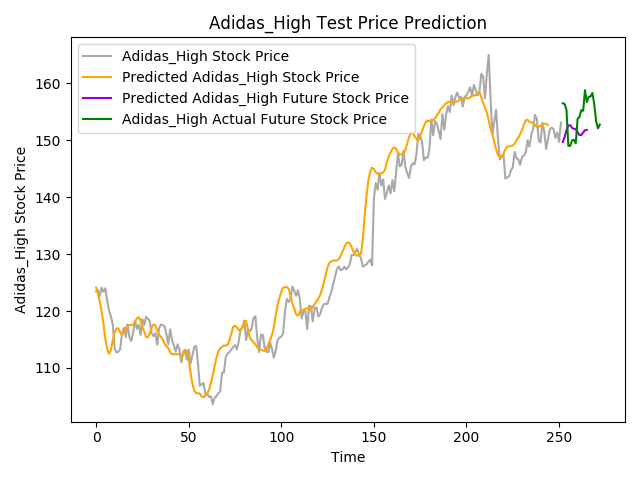 Adidas_High Test Price Prediction
Adidas_High Stock Price
Predicted Adidas_High Stock Price
Predicted Adidas_High Future Stock Price
Adidas_High Actual Future Stock Price
Adidas_High Stock Price
160
150
140
130
120
110
0 50 100 150 200 250
Time